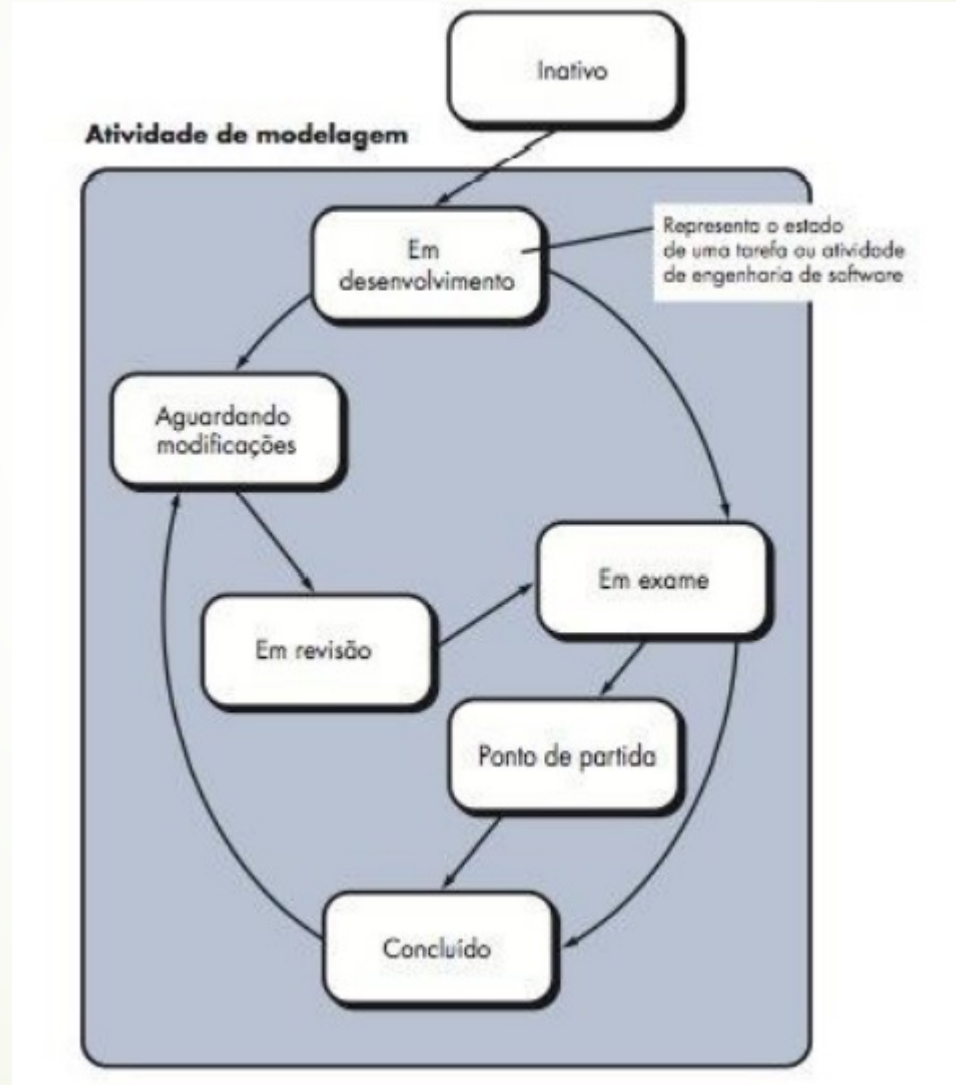 Inativo
Atividade de modelagem
Em
desenvolvimento
Representa o estado
de uma tarefa ou atividade
de engenharia de software
Aguardando
modificações
Em exame
Em revisão
Ponto de partida
Concluído